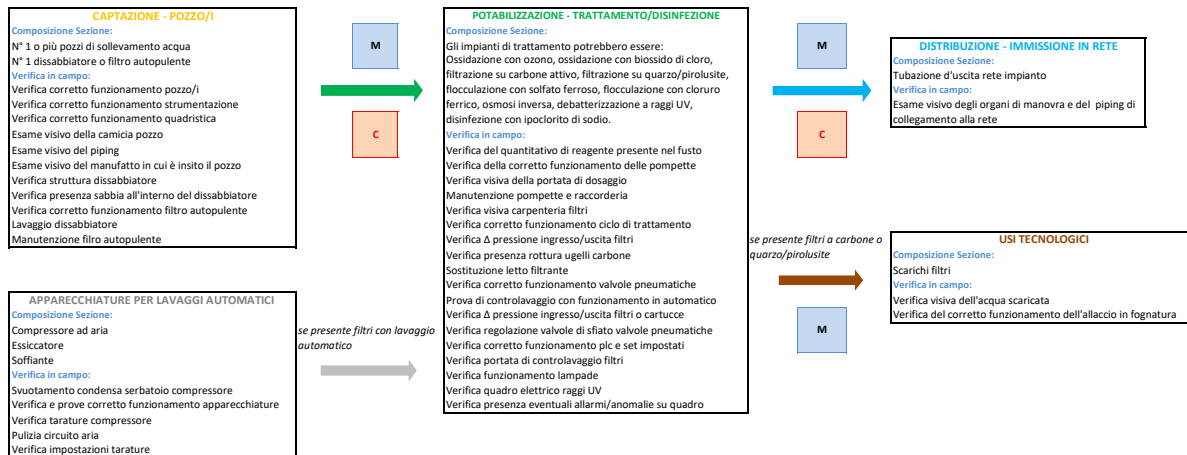 CAPTAZIONE - POZZO/I
Composizione Sezione:
N° 1 o più pozzi di sollevamento acqua
N° 1 dissabbiatore o filtro autopulente
Verifica in campo:
Verifica corretto funzionamento pozzo/i
Verifica corretto funzionamento strumentazione
Verifica corretto funzionamento quadristica
Esame visivo della camicia pozzo
Esame visivo del piping
Esame visivo del manufatto in cui è insito il pozzo
Verifica struttura dissabbiatore
Verifica presenza sabbia all'interno del dissabbiatore
Verifica corretto funzionamento filtro autopulente
Lavaggio dissabbiatore
Manutenzione filro autopulente
M
C
POTABILIZZAZIONE - TRATTAMENTO/DISINFEZIONE
Composizione Sezione:
Gli impianti di trattamento potrebbero essere:
Ossidazione con ozono, ossidazione con biossido di cloro,
filtrazione su carbone attivo, filtrazione su quarzo/pirolusite,
flocculazione con solfato ferroso, flocculazione con cloruro
ferrico, osmosi inversa, debatterizzazione a raggi UV,
disinfezione con ipoclorito di sodio.
Verifica in campo:
Verifica del quantitativo di reagente presente nel fusto
Verifica della corretto funzionamento delle pompette
Verifica visiva della portata di dosaggio
Manutenzione pompette e raccorderia
Verifica visiva carpenteria filtri
Verifica corretto funzionamento ciclo di trattamento
Verifica Δ pressione ingresso/uscita filtri
Verifica presenza rottura ugelli carbone
Sostituzione letto filtrante
Verifica corretto funzionamento valvole pneumatiche
Prova di controlavaggio con funzionamento in automatico
Verifica Δ pressione ingresso/uscita filtri o cartucce
Verifica regolazione valvole di sfiato valvole pneumatiche
Verifica corretto funzionamento plc e set impostati
Verifica portata di controlavaggio filtri
Verifica funzionamento lampade
Verifica quadro elettrico raggi UV
Verifica presenza eventuali allarmi/anomalie su quadro
M
C
DISTRIBUZIONE - IMMISSIONE IN RETE
Composizione Sezione:
Tubazione d'uscita rete impianto
Verifica in campo:
Esame visivo degli organi di manovra e del piping di
collegamento alla rete
se presente filtri a carbone o
quarzo/pirolusite
M
USI TECNOLOGICI
Composizione Sezione:
Scarichi filtri
Verifica in campo:
Verifica visiva dell'acqua scaricata
Verifica del corretto funzionamento dell'allaccio in fognatura
APPARECCHIATURE PER LAVAGGI AUTOMATICI
Composizione Sezione:
Compressore ad aria
Essiccatore
Soffiante
Verifica in campo:
Svuotamento condensa serbatoio compressore
Verifica e prove corretto funzionamento apparecchiature
Verifica tarature compressore
Pulizia circuito aria
Verifica impostazioni tarature
se presente filtri con lavaggio
automatico